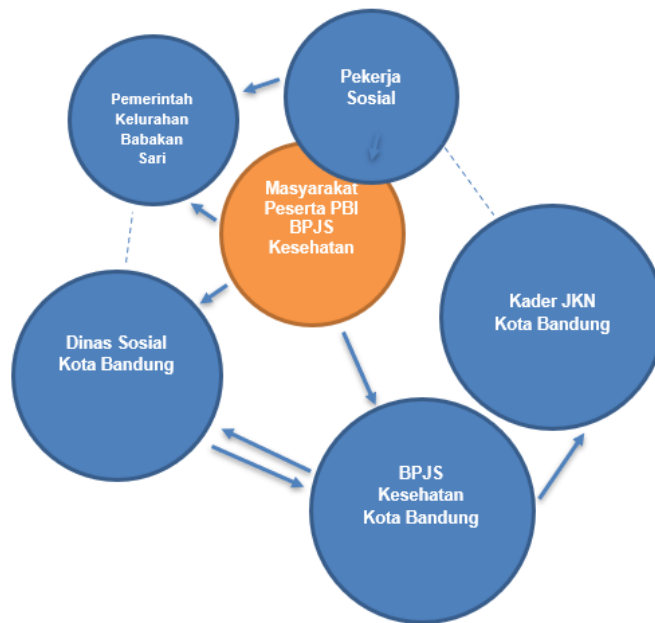 Pekerja
Sosial
Pemerintah
Kelurahan
Babakan
Sari
Masyarakat
Peserta PBI
BPJS
Kesehatan
Kader JKN
Kota Bandung
Dinas Sosial
Kota Bandung
BPJS
Kesehatan
Kota Bandung